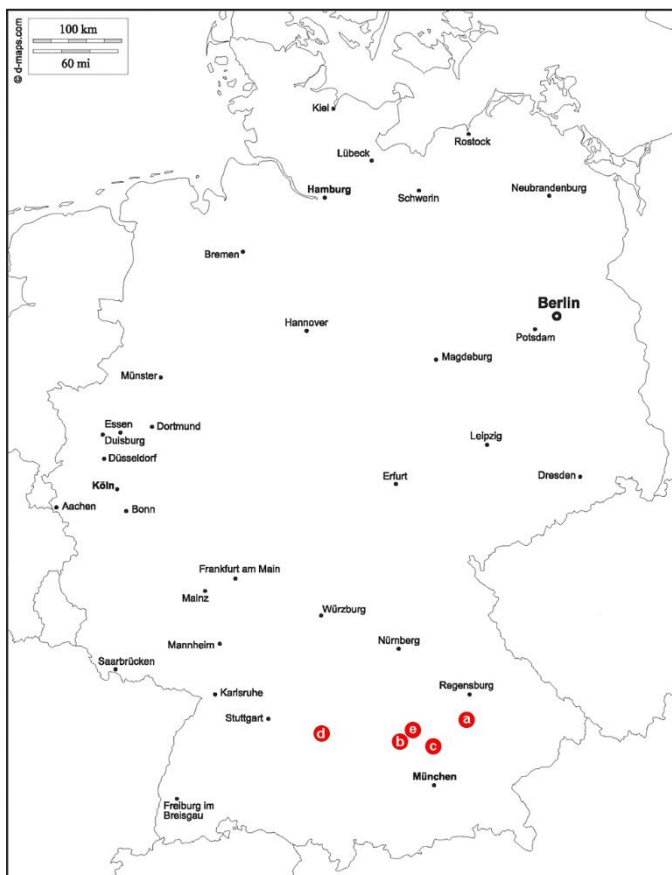 © d-maps.com
100 km
60 mi
Kiel
Rostock
Lübeck
Hamburg
Schwerin
Neubrandenburg
Bremen
Berlin
Hannover
Potsdam
Magdeburg
Münster
Essen
Dortmund
Duisburg
Leipzig
Düsseldorf
Erfurt
Dresden
Köln
Aachen
Bonn
Frankfurt am Main
Mainz
Würzburg
Mannheim
Nürnberg
Saarbrücken
Karlsruhe
Regensburg
Stuttgart
a
d
e
b
c
München
Freiburg im
Breisgau